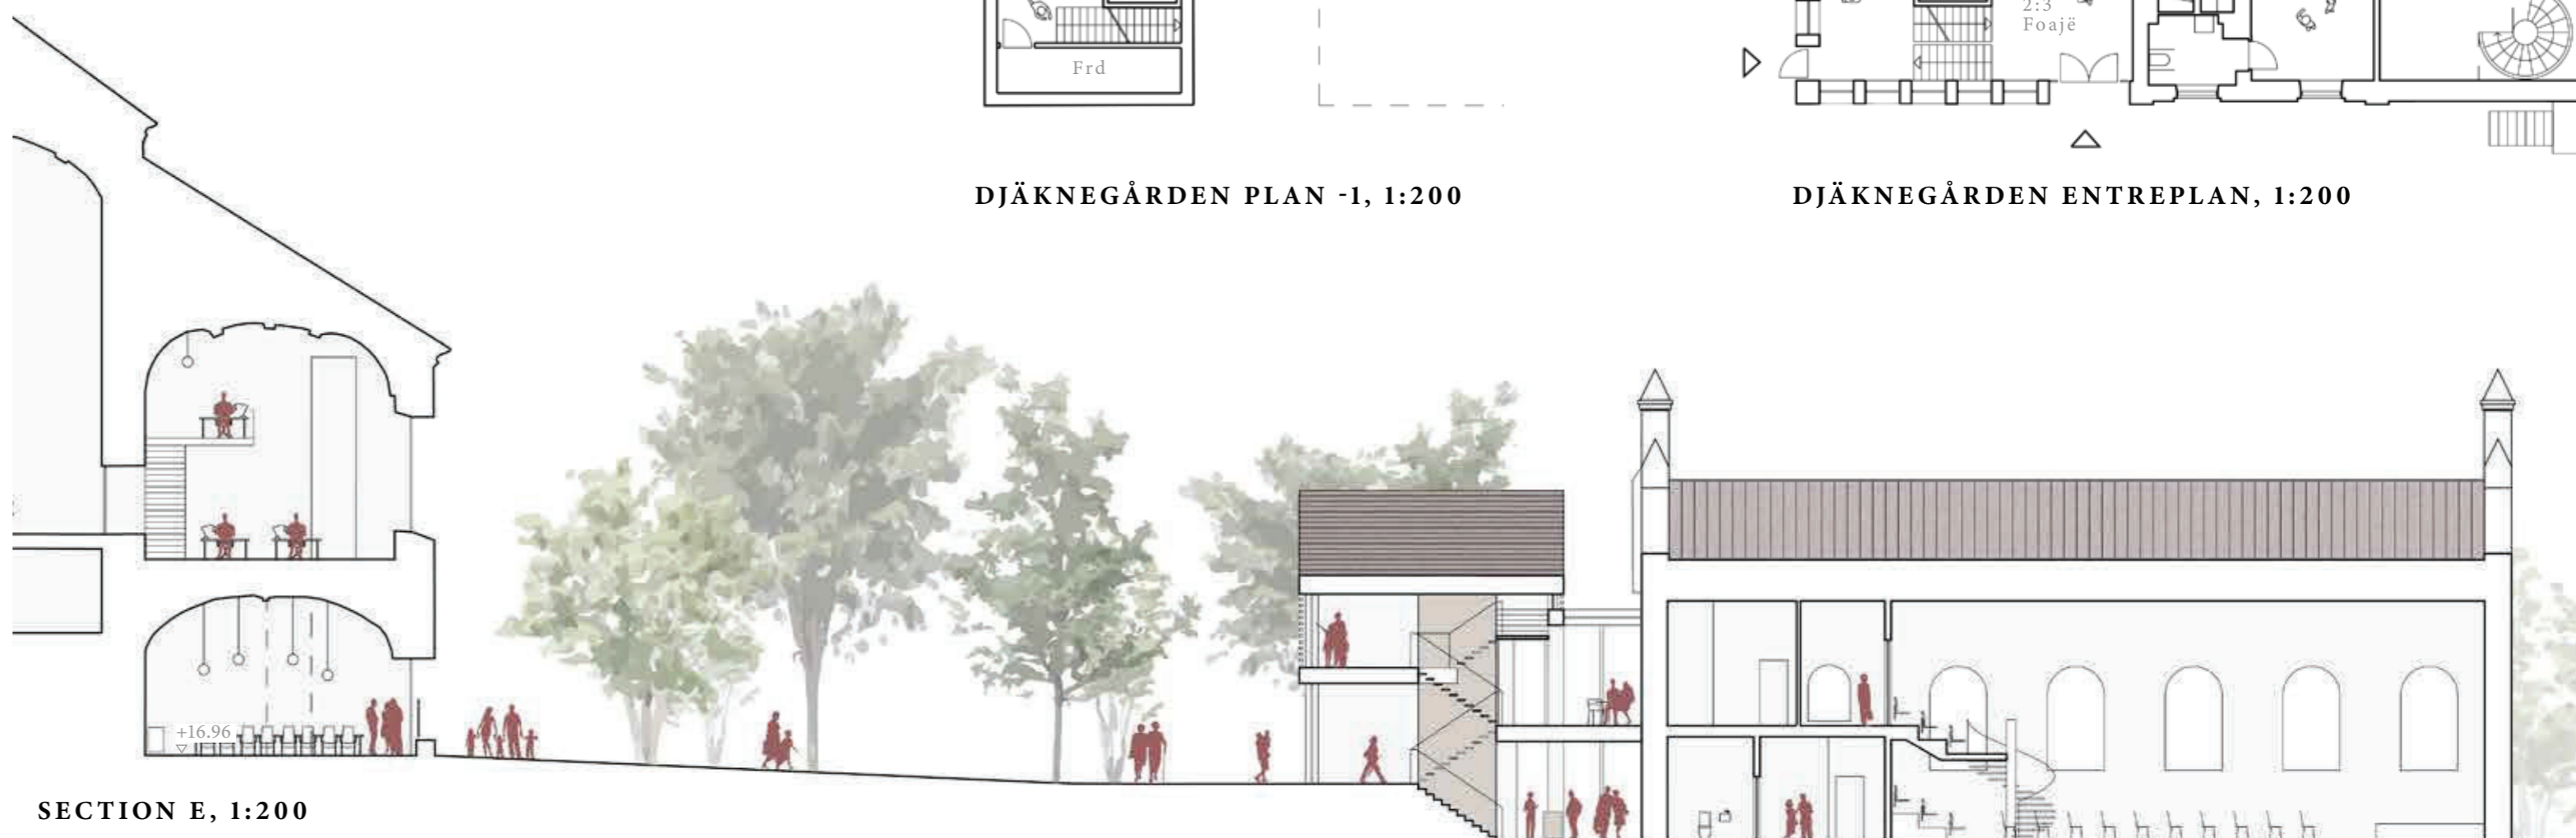 2:3
Foajë
Frd
DJÄKNEGÅRDEN PLAN -1, 1:200
DJÄKNEGÅRDEN ENTREPLAN, 1:200
+16.96
SECTION E, 1:200